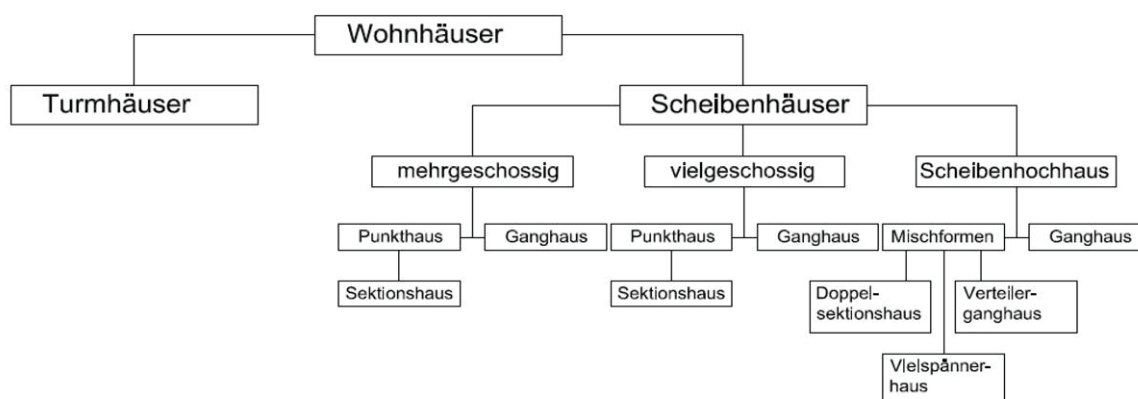 Wohnhäuser
Turmhäuser
Scheibenhäuser
mehrgeschossig
vielgeschossig
Scheibenhochhaus
Punkthaus
Ganghaus
Punkthaus
Ganghaus
Mischformen
Ganghaus
Sektionshaus
Sektionshaus
Doppel-
sektionshaus
Verteiler-
ganghaus
Vielspänner-
haus